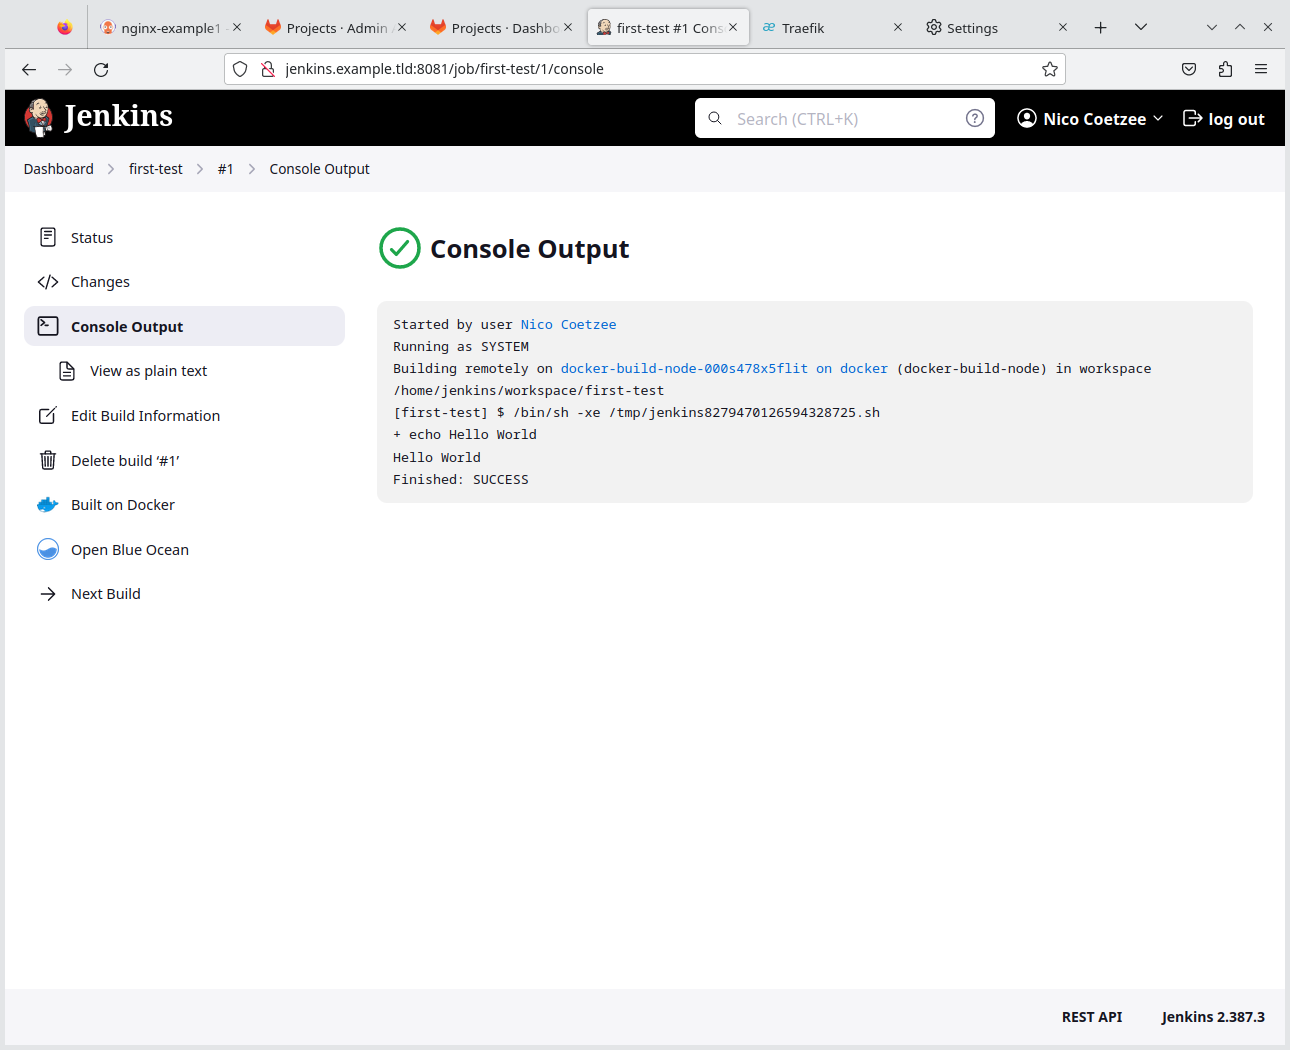 nginx-example1
Projects · Admin
Projects · Dashbo
first-test #1 Cons
Traefik
Settings
jenkins.example.tld:8081/job/first-test/1/console
Jenkins
Search (CTRL+K)
Nico Coetzee
log out
Dashboard
first-test
#1
Console Output
Status
Changes
Console Output
View as plain text
Edit Build Information
Delete build ‘#1’
Built on Docker
Open Blue Ocean
Next Build
Console Output
Started by user Nico Coetzee
Running as SYSTEM
Building remotely on docker-build-node-000s478x5flit on docker (docker-build-node) in workspace
/home/jenkins/workspace/first-test
[first-test] $ /bin/sh -xe /tmp/jenkins8279470126594328725.sh
+ echo Hello World
Hello World
Finished: SUCCESS
REST API
Jenkins 2.387.3